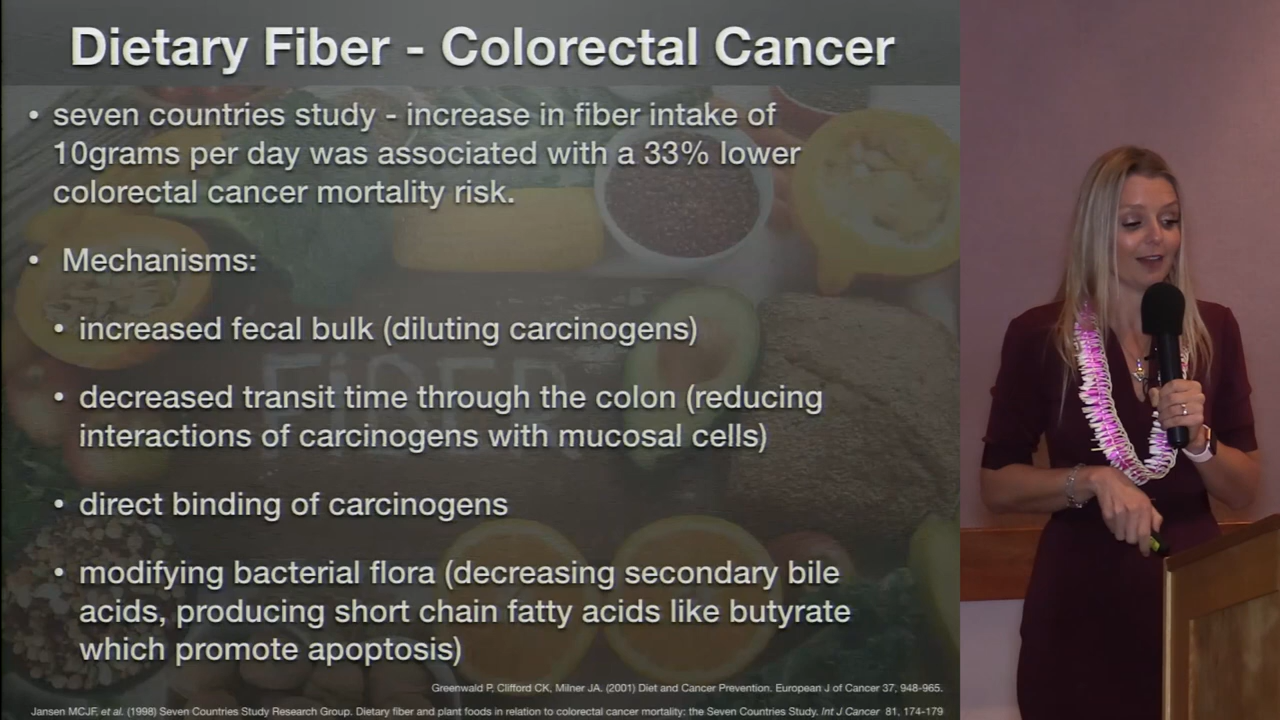 Dietary Fiber - Colorectal Cancer
• seven countries study - increase in fiber intake of
10grams per day was associated with a 33% lower
colorectal cancer mortality risk.
• Mechanisms:
• increased fecal bulk (diluting carcinogens)
• decreased transit time through the colon (reducing
interactions of carcinogens with mucosal cells)
• direct binding of carcinogens
• modifying bacterial flora (decreasing secondary bile
acids, producing short chain fatty acids like butyrate
which promote apoptosis)
FIBER
Greenwald P, Clifford CK, Milner JA. (2001) Diet and Cancer Prevention. European J of Cancer 37, 948-965.
Jansen MCJF, et al. (1998) Seven Countries Study Research Group. Dietary fiber and plant foods in relation to colorectal cancer mortality: the Seven Countries Study. Int J Cancer 81, 174-179